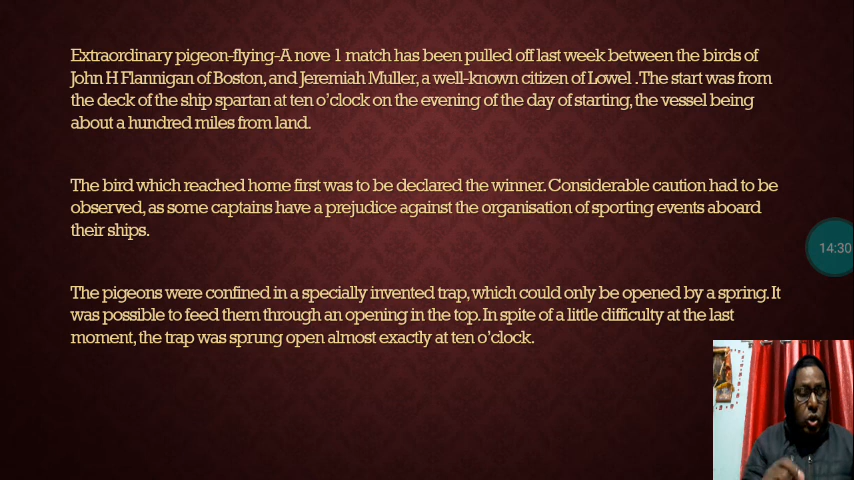 Extraordinary pigeon-flying-A nove 1 match has been pulled off last week between the birds of
John H Flannigan of Boston, and Jeremiah Muller, a well-known citizen of Lowel .The start was from
the deck of the ship spartan at ten o'clock on the evening of the day of starting, the vessel being
about a hundred miles from land.
The bird which reached home first was to be declared the winner. Considerable caution had to be
observed, as some captains have a prejudice against the organisation of sporting events aboard
their ships.
The pigeons were confined in a specially invented trap, which could only be opened by a spring. It
was possible to feed them through an opening in the top. In spite of a little difficulty at the last
moment, the trap was sprung open almost exactly at ten o'clock.
14:30